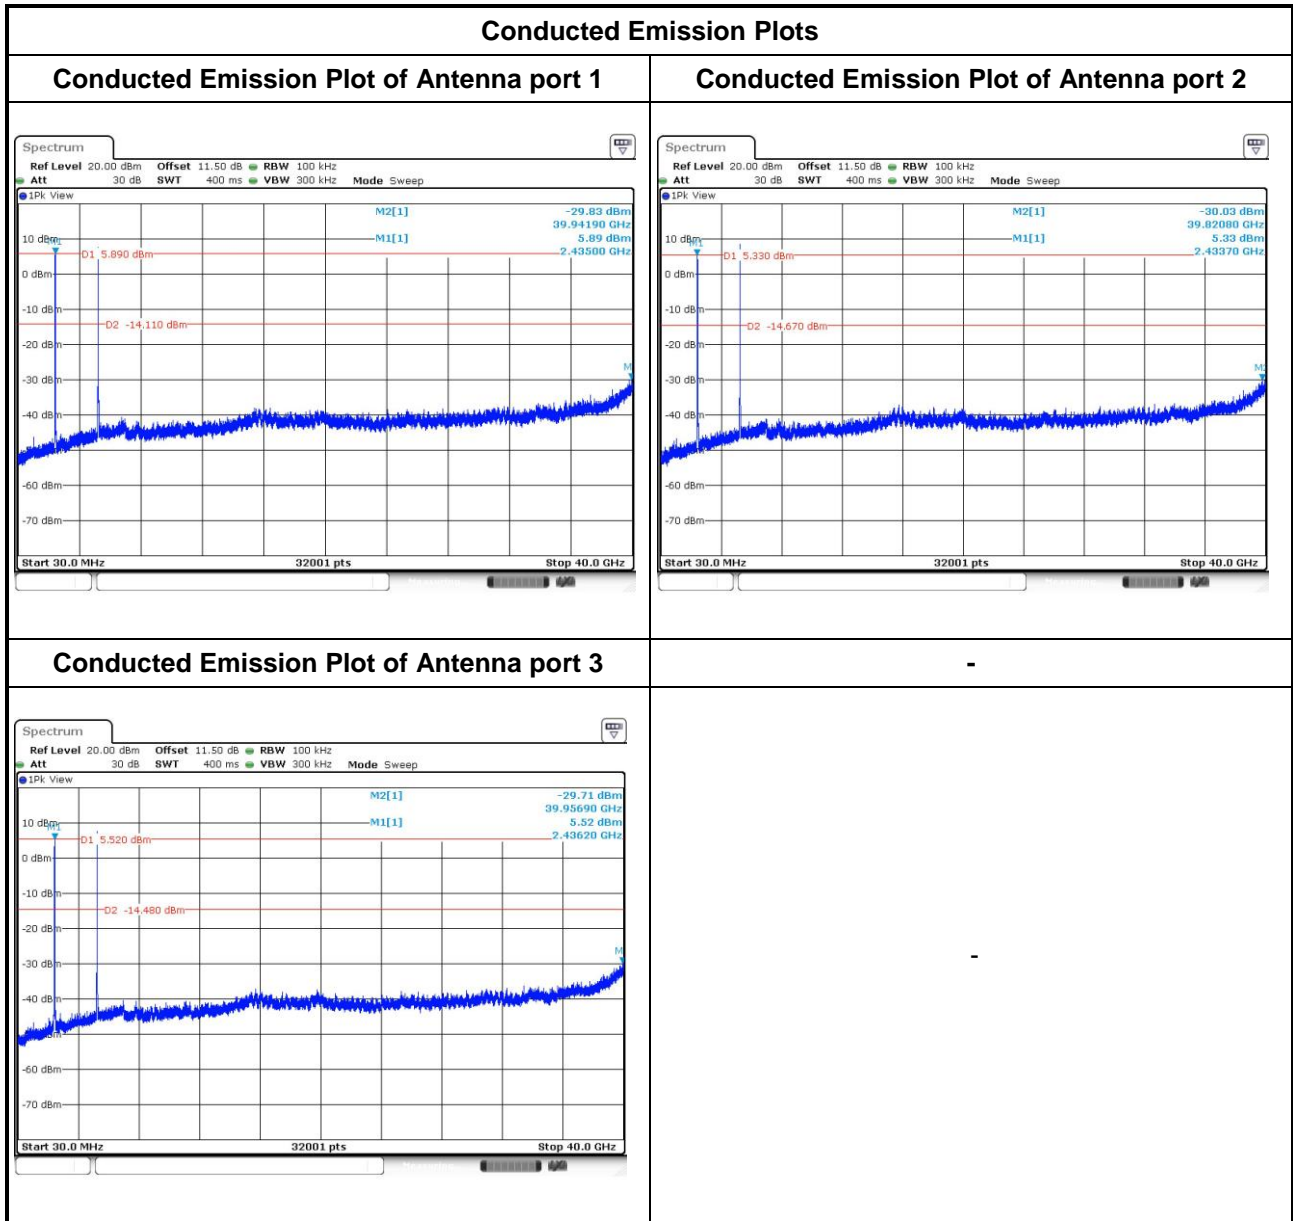 Conducted Emission Plots
Conducted Emission Plot of Antenna port 1
Conducted Emission Plot of Antenna port 2
Spectrum
Ref Level 20.00 dBm Offset 11.50 dB RBW 100 kHz
Att 30 dB SWT 400 ms VBW 300 kHz Mode Sweep
1Pk View
M2[1] -29.83 dBm
39.94190 GHz
10 dBm M1 M1[1] 5.89 dBm
D1 5.890 dBm 2.43500 GHz
0 dBm
-10 dBm
D2 -14.110 dBm
-20 dBm
-30 dBm
-40 dBm
-60 dBm
-70 dBm
Start 30.0 MHz 32001 pts Stop 40.0 GHz
Spectrum
Ref Level 20.00 dBm Offset 11.50 dB RBW 100 kHz
Att 30 dB SWT 400 ms VBW 300 kHz Mode Sweep
1Pk View
M2[1] -30.03 dBm
39.82080 GHz
10 dBm M1 M1[1] 5.33 dBm
D1 5.330 dBm 2.43370 GHz
0 dBm
-10 dBm
D2 -14.670 dBm
-20 dBm
-30 dBm
-40 dBm
-60 dBm
-70 dBm
Start 30.0 MHz 32001 pts Stop 40.0 GHz
Conducted Emission Plot of Antenna port 3
-
Spectrum
Ref Level 20.00 dBm Offset 11.50 dB RBW 100 kHz
Att 30 dB SWT 400 ms VBW 300 kHz Mode Sweep
1Pk View
M2[1] -29.71 dBm
39.95690 GHz
10 dBm M1 M1[1] 5.52 dBm
D1 5.520 dBm 2.43620 GHz
0 dBm
-10 dBm
D2 -14.480 dBm
-20 dBm
-30 dBm
-40 dBm
-60 dBm
-70 dBm
Start 30.0 MHz 32001 pts Stop 40.0 GHz
-